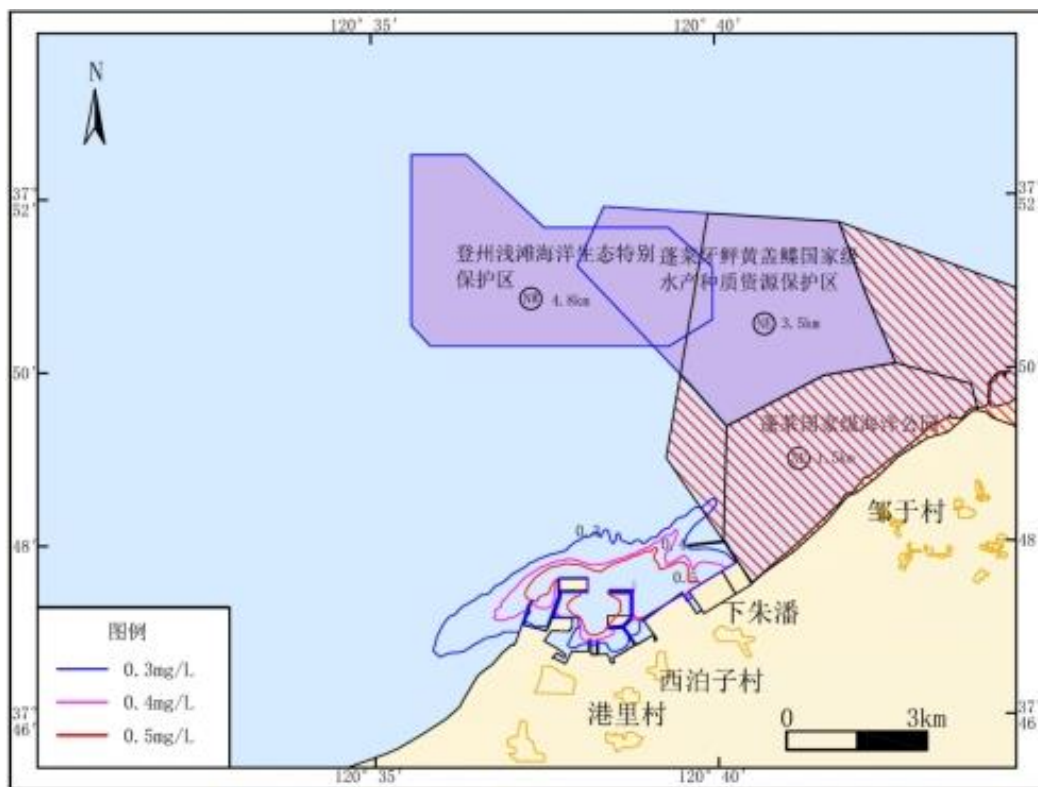 120° 35′
120° 40′
N
37°
52′
37°
52′
登州浅滩海洋生态特别
保护区
NW 4.8km
蓬莱牙鲆黄盖鲽国家级
水产种质资源保护区
NE 3.5km
50′
50′
蓬莱国家级海洋公园
1.5km
邹于村
48′
48′
0.3
0.5
下朱潘
西泊子村
港里村
图例
0.3mg/L
0.4mg/L
0.5mg/L
0
3km
37°
46′
37°
46′
120° 35′
120° 40′